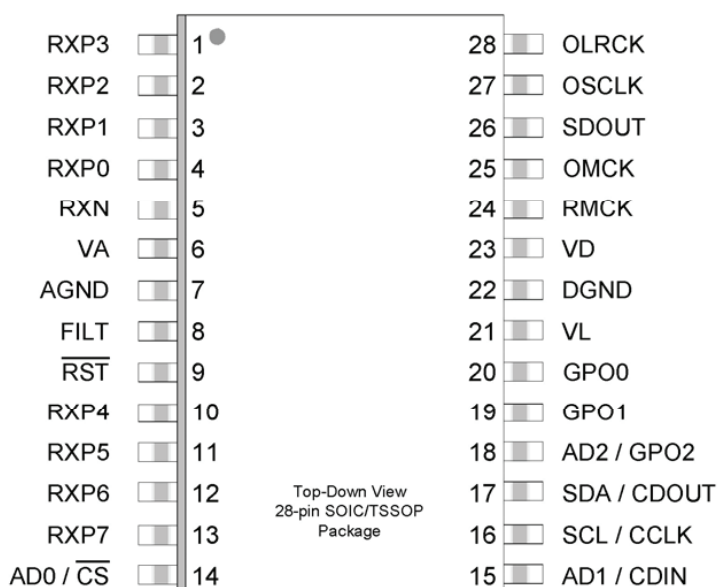 RXP3 1 28 OLRCK
RXP2 2 27 OSCLK
RXP1 3 26 SDOUT
RXP0 4 25 OMCK
RXN 5 24 RMCK
VA 6 23 VD
AGND 7 22 DGND
FILT 8 21 VL
RST 9 20 GPO0
RXP4 10 19 GPO1
RXP5 11 18 AD2 / GPO2
RXP6 12 17 SDA / CDOUT
RXP7 13 16 SCL / CCLK
AD0 / CS 14 15 AD1 / CDIN
Top-Down View
28-pin SOIC/TSSOP
Package